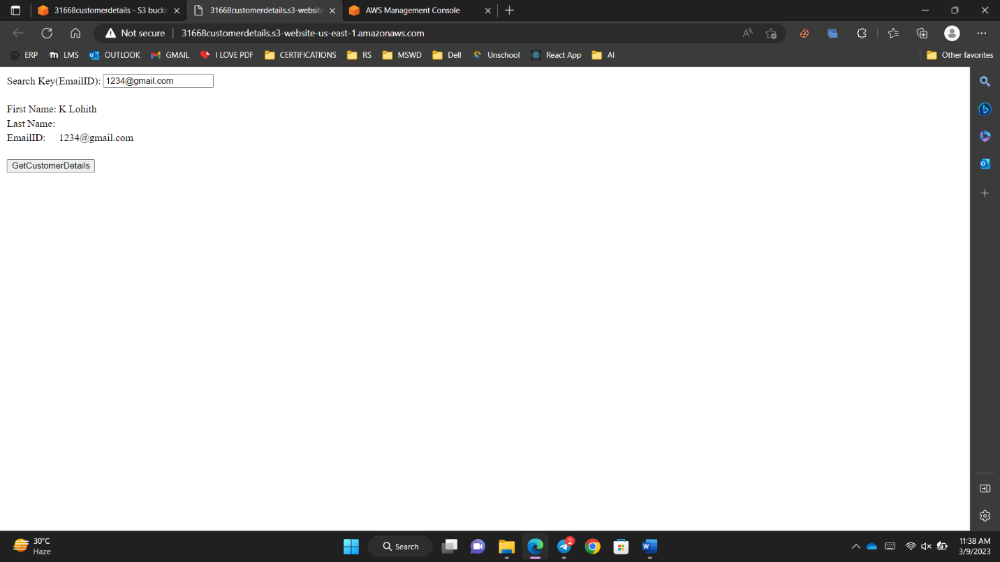 31668customerdetails - S3 bucke
31668customerdetails.s3-website
AWS Management Console
Not secure
31668customerdetails.s3-website-us-east-1.amazonaws.com
ERP
LMS
OUTLOOK
GMAIL
I LOVE PDF
CERTIFICATIONS
RS
MSWD
Dell
Unschool
React App
AI
Other favorites
Search Key(EmailID): 1234@gmail.com
First Name: K Lohith
Last Name:
EmailID: 1234@gmail.com
GetCustomerDetails
30°C
Haze
Search
2
11:38 AM
3/9/2023